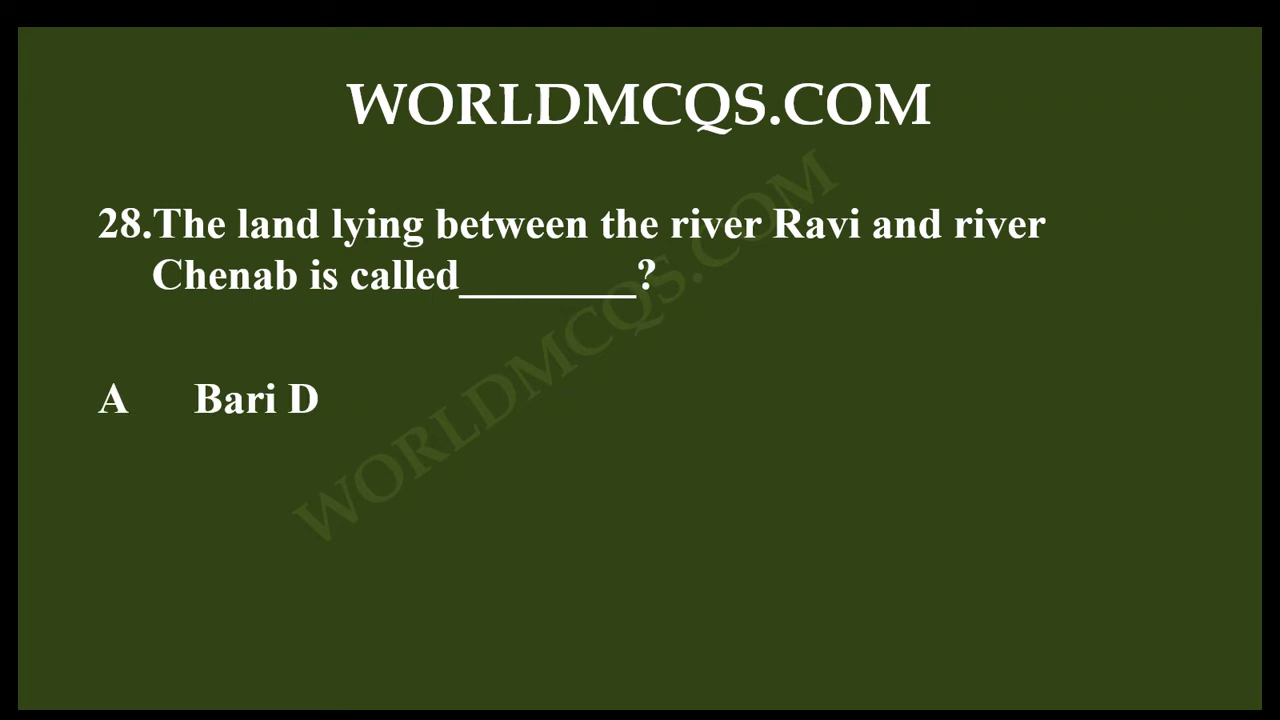 WORLDMCQS.COM
28.The land lying between the river Ravi and river
Chenab is called________?
A Bari D
WORLDMCQS.COM